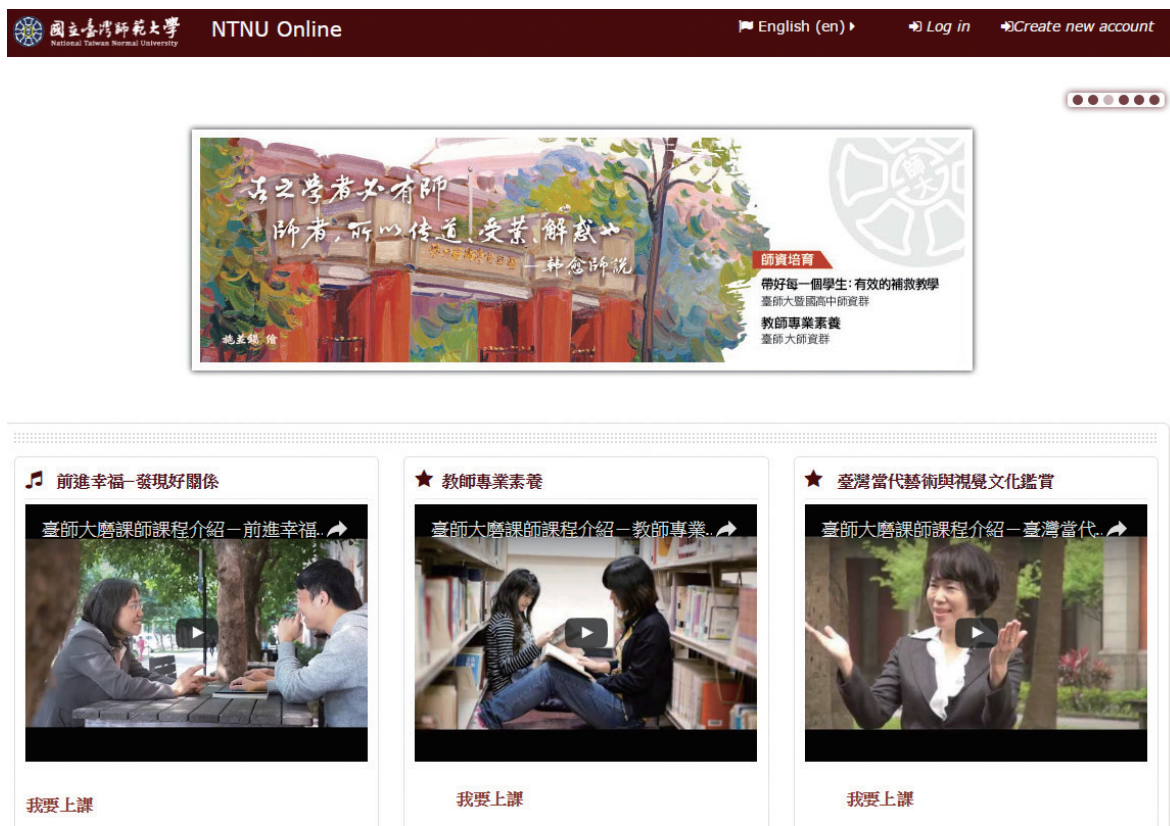 國立臺灣師範大學
National Taiwan Normal University
NTNU Online
English (en)
Log in
Create new account
古之學者必有師
師者,所以传道、受業、解惑也
韩愈師說
施並錫 繪
師大
師資培育
帶好每一個學生:有效的補救教學
臺師大暨國高中師資群
教師專業素養
臺師大師資群
前進幸福─發現好關係
臺師大磨課師課程介紹－前進幸福..
我要上課
教師專業素養
臺師大磨課師課程介紹－教師專業..
我要上課
臺灣當代藝術與視覺文化鑑賞
臺師大磨課師課程介紹－臺灣當代..
我要上課